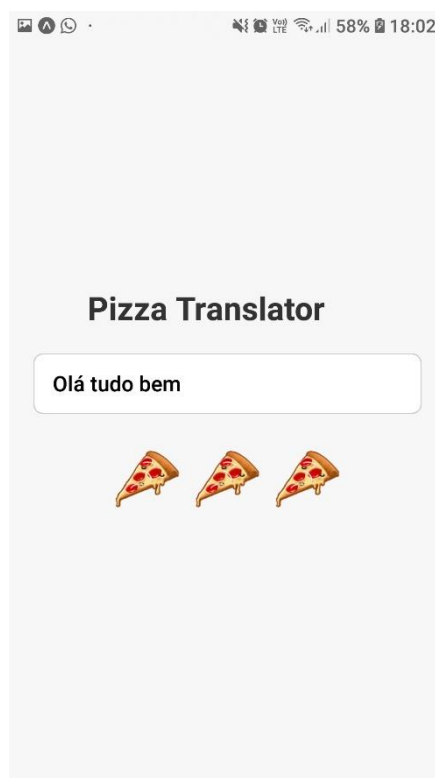 58% 18:02
Pizza Translator
Olá tudo bem
🍕 🍕 🍕